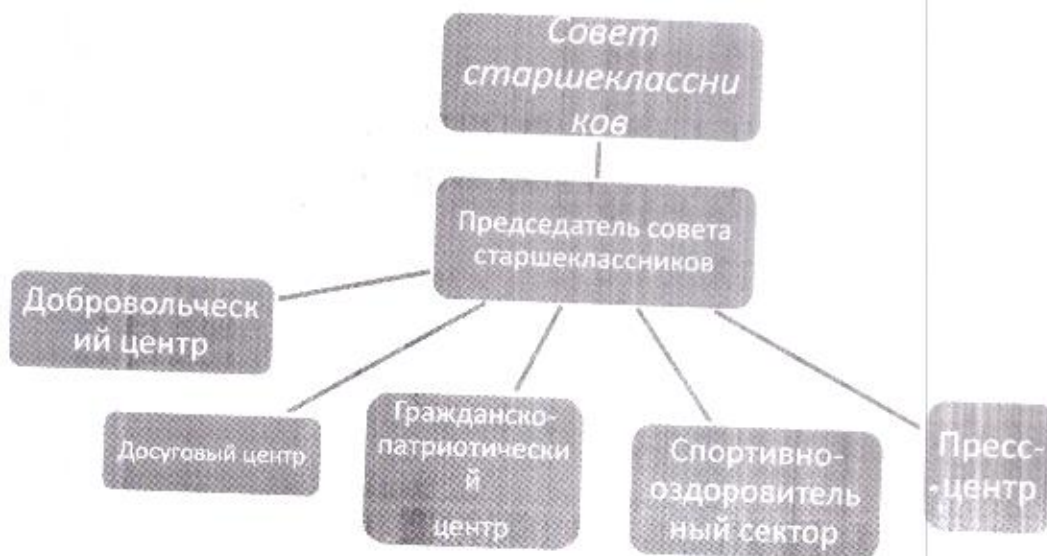 Совет
старшеклассни
ков
Председатель совета
старшеклассников
Добровольческ
ий центр
Досуговый центр
Гражданско-
патриотически
й
центр
Спортивно-
оздоровитель
ный сектор
Пресс-
центр